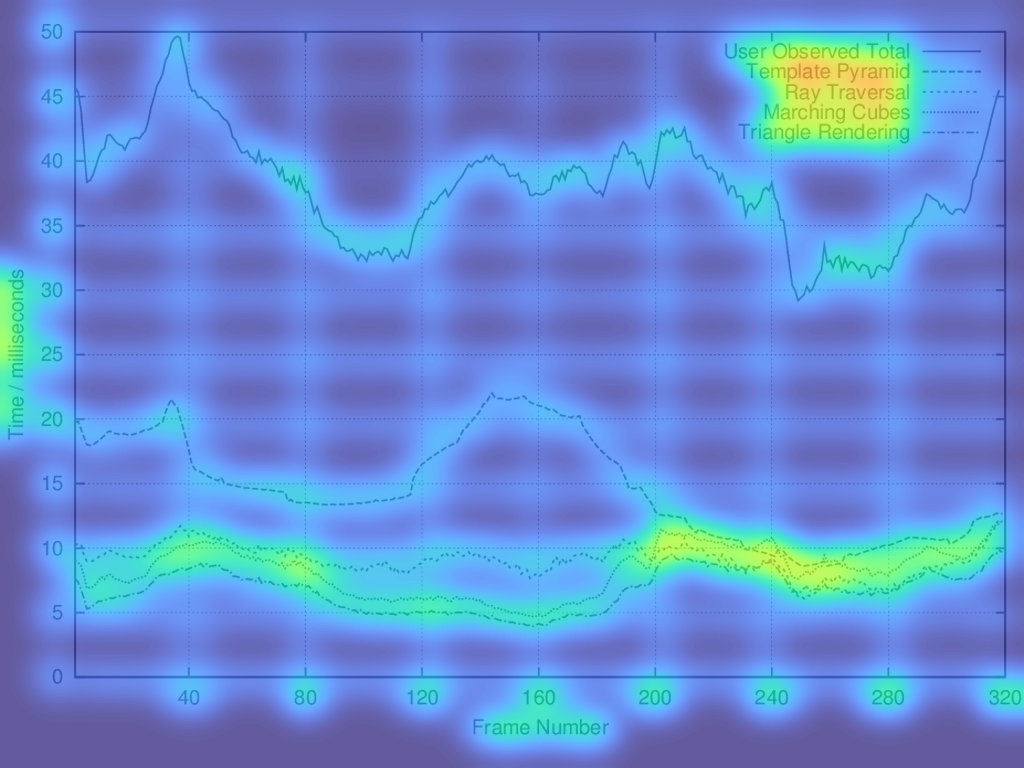 50
45
40
35
30
25
20
15
10
5
0
Time / milliseconds
User Observed Total
Template Pyramid
Ray Traversal
Marching Cubes
Triangle Rendering
40 80 120 160 200 240 280 320
Frame Number